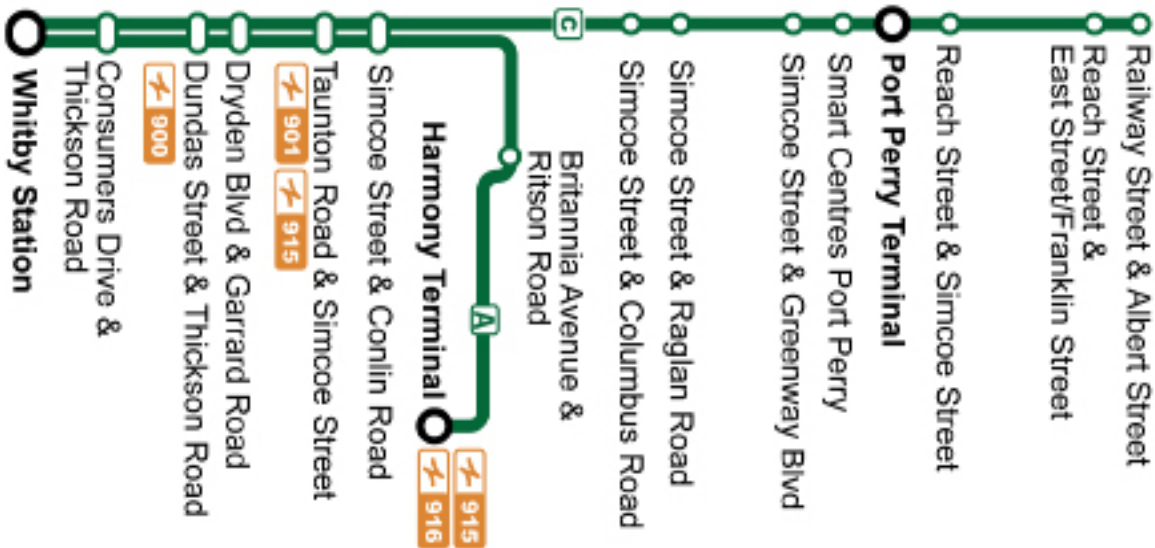 Railway Street & Albert Street
Reach Street &
East Street/Franklin Street
Reach Street & Simcoe Street
Port Perry Terminal
Smart Centres Port Perry
Simcoe Street & Greenway Blvd
Simcoe Street & Raglan Road
Simcoe Street & Columbus Road
C
Britannia Avenue &
Ritson Road
A
915
Harmony Terminal
916
Simcoe Street & Conlin Road
Taunton Road & Simcoe Street
901 915
Dryden Blvd & Garrard Road
Dundas Street & Thickson Road
900
Consumers Drive &
Thickson Road
Whitby Station